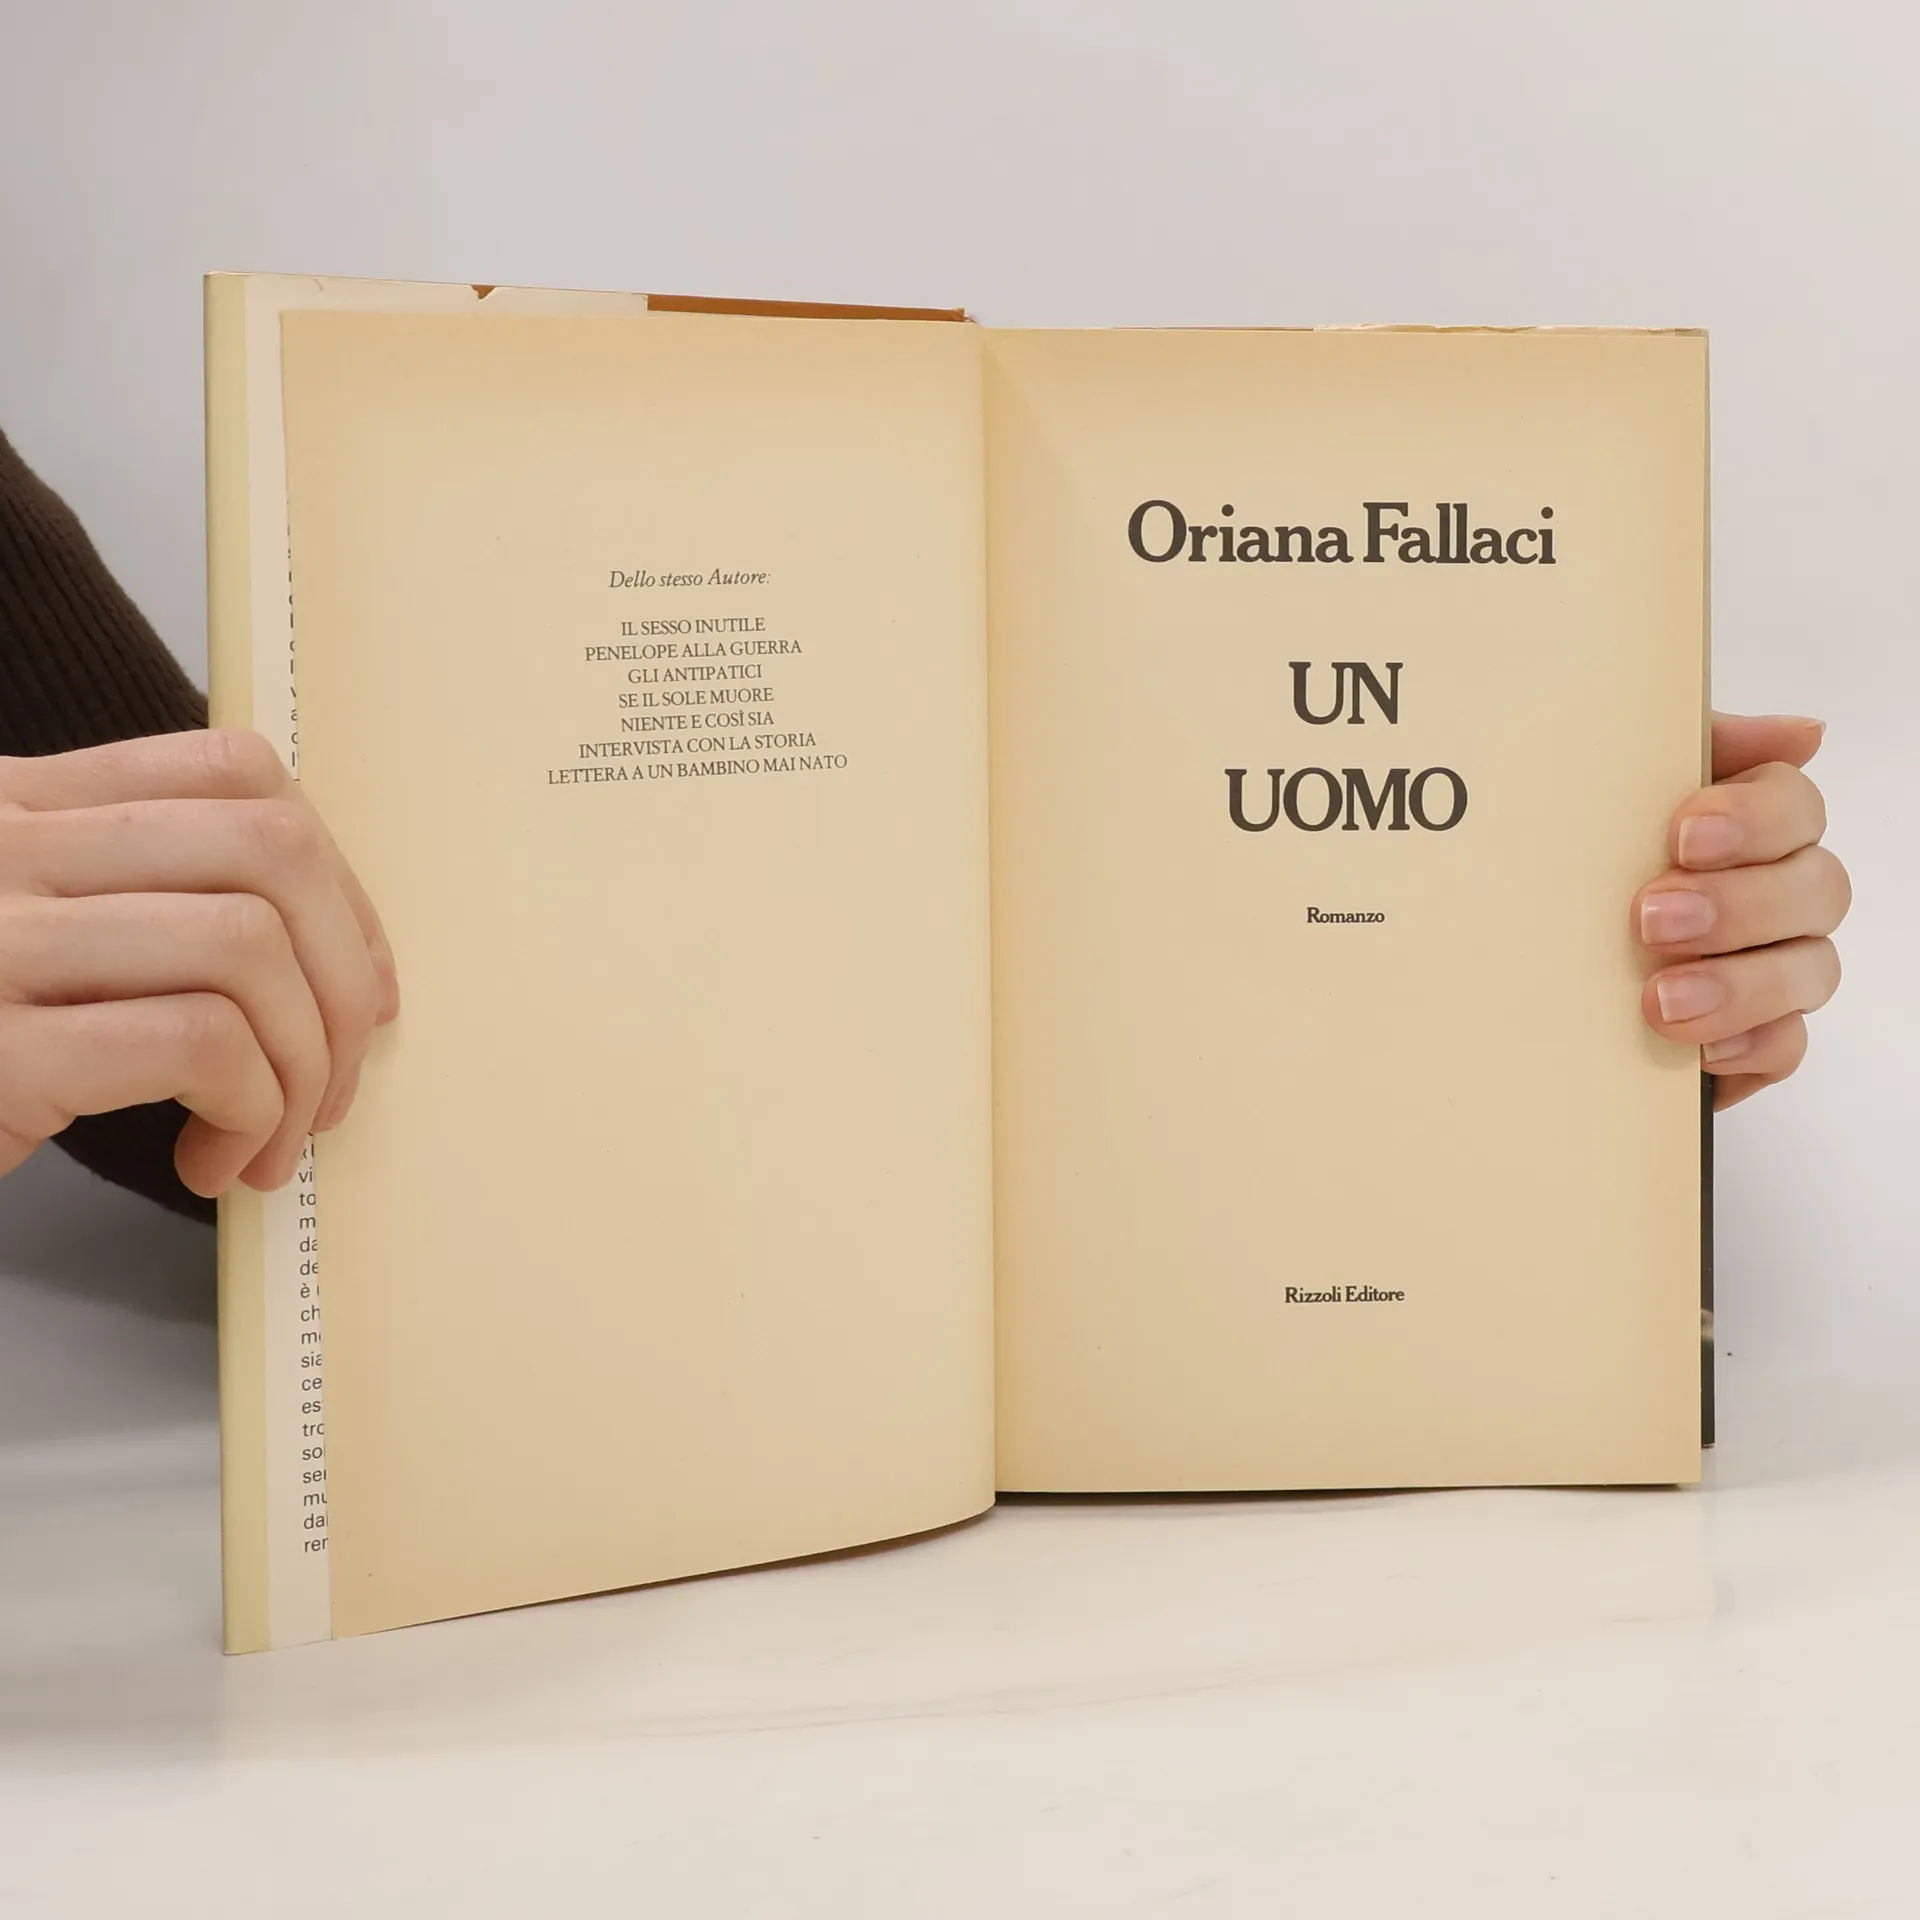 Dello stesso Autore:
IL SESSO INUTILE
PENELOPE ALLA GUERRA
GLI ANTIPATICI
SE IL SOLE MUORE
NIENTE E COSÌ SIA
INTERVISTA CON LA STORIA
LETTERA A UN BAMBINO MAI NATO
Oriana Fallaci
UN
UOMO
Romanzo
Rizzoli Editore